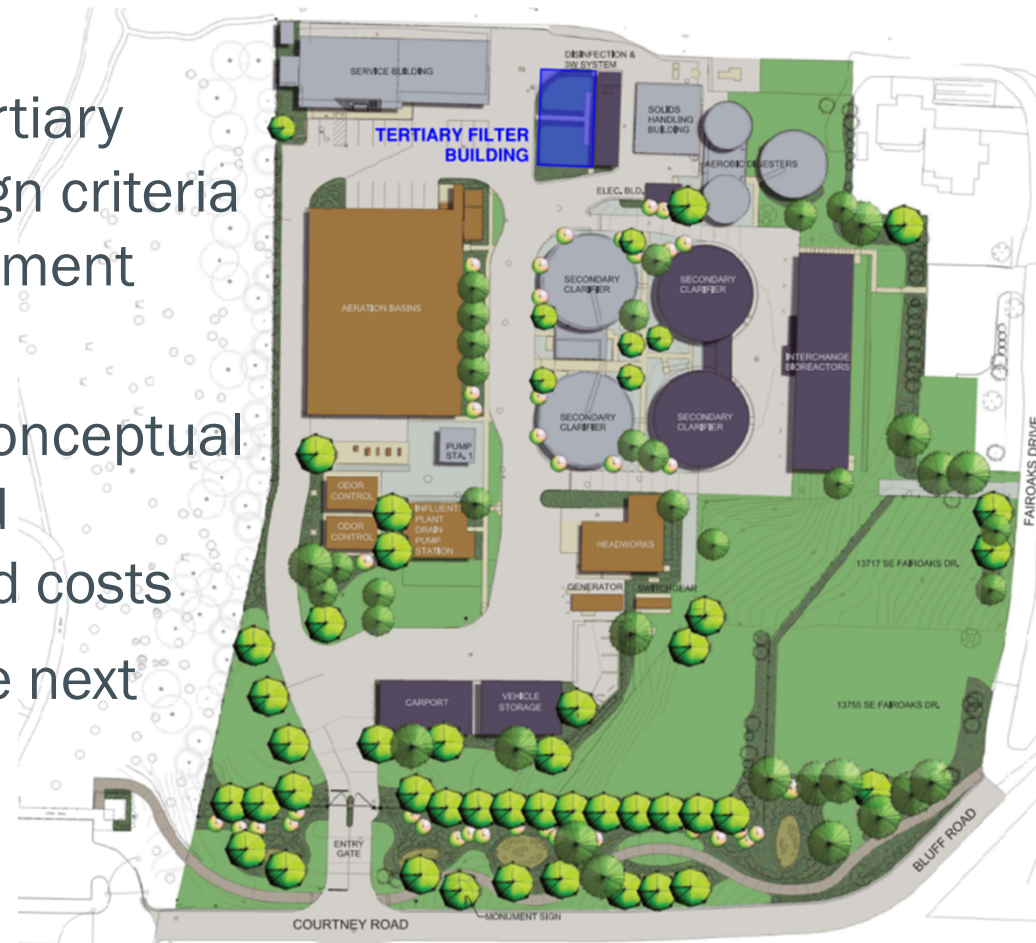 rtiary
gn criteria
ment
onceptual
d
d costs
e next
DISINFECTION &
3W SYSTEM
SERVICE BUILDING
TERTIARY FILTER
BUILDING
SOLIDS
HANDLING
BUILDING
AEROBIC DIGESTERS
ELEC. BLD.
AERATION BASINS
SECONDARY
CLARIFIER
SECONDARY
CLARIFIER
INTERCHANGE
BIOREACTORS
SECONDARY
CLARIFIER
SECONDARY
CLARIFIER
PUMP
STA. 1
ODOR
CONTROL
ODOR
CONTROL
INFLUENT/
PLANT
DRAIN
PUMP
STATION
HEADWORKS
GENERATOR
SWITCHGEAR
FAIROAKS DRIVE
13717 SE FAIROAKS DR.
13755 SE FAIROAKS DR.
CARPORT
VEHICLE
STORAGE
ENTRY
GATE
MONUMENT SIGN
COURTNEY ROAD
BLUFF ROAD